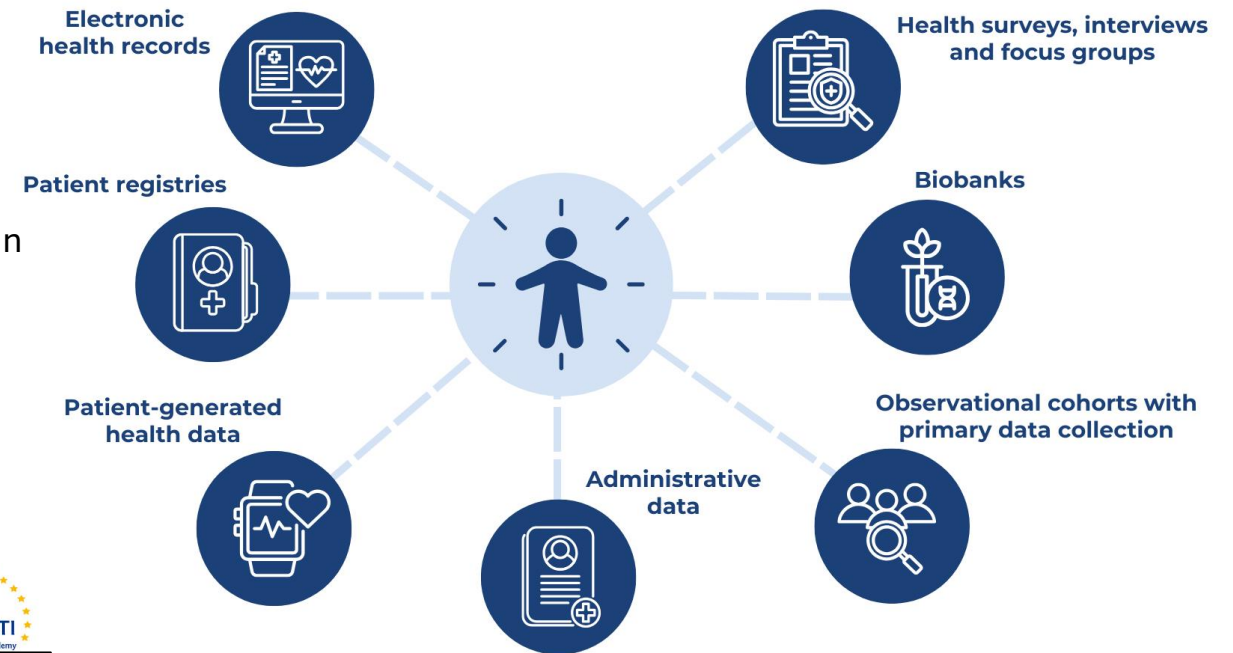 Electronic
health records
Health surveys, interviews
and focus groups
Patient registries
Biobanks
n
Patient-generated
health data
Observational cohorts with
primary data collection
Administrative
data
TI